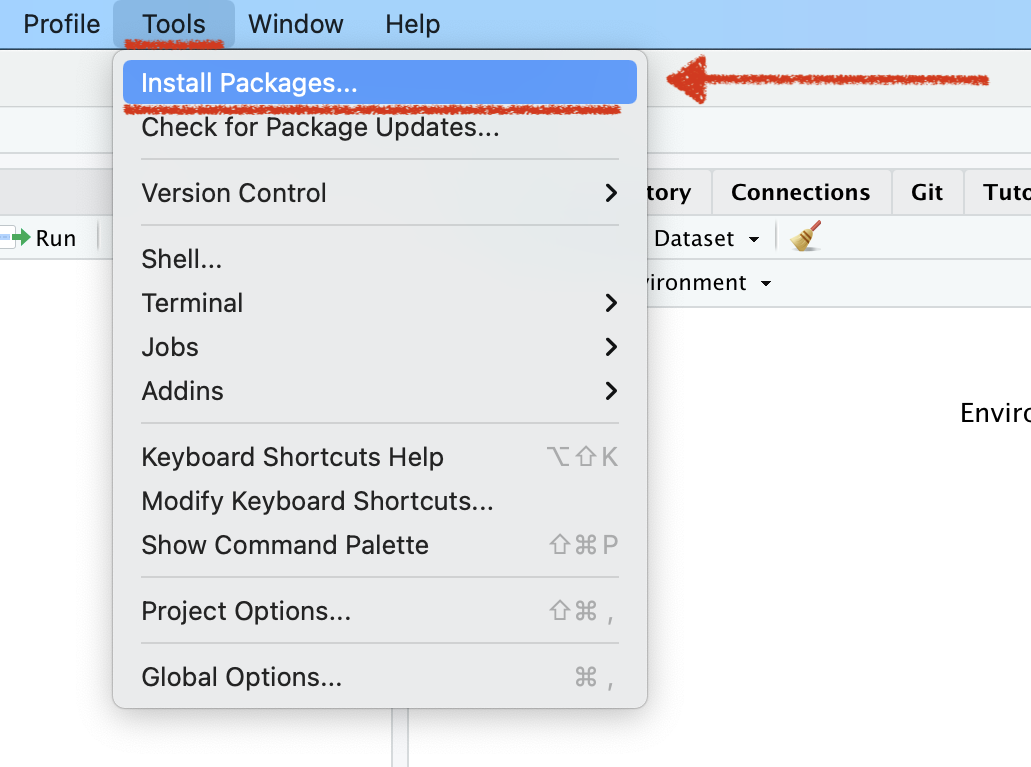 Profile Tools Window Help
Install Packages...
Check for Package Updates...
Version Control
tory Connections Git Tuto
Run
Dataset
Shell...
vironment
Terminal
Jobs
Addins
Enviro
Keyboard Shortcuts Help ⌥⇧K
Modify Keyboard Shortcuts...
Show Command Palette ⇧⌘P
Project Options... ⇧⌘,
Global Options... ⌘,